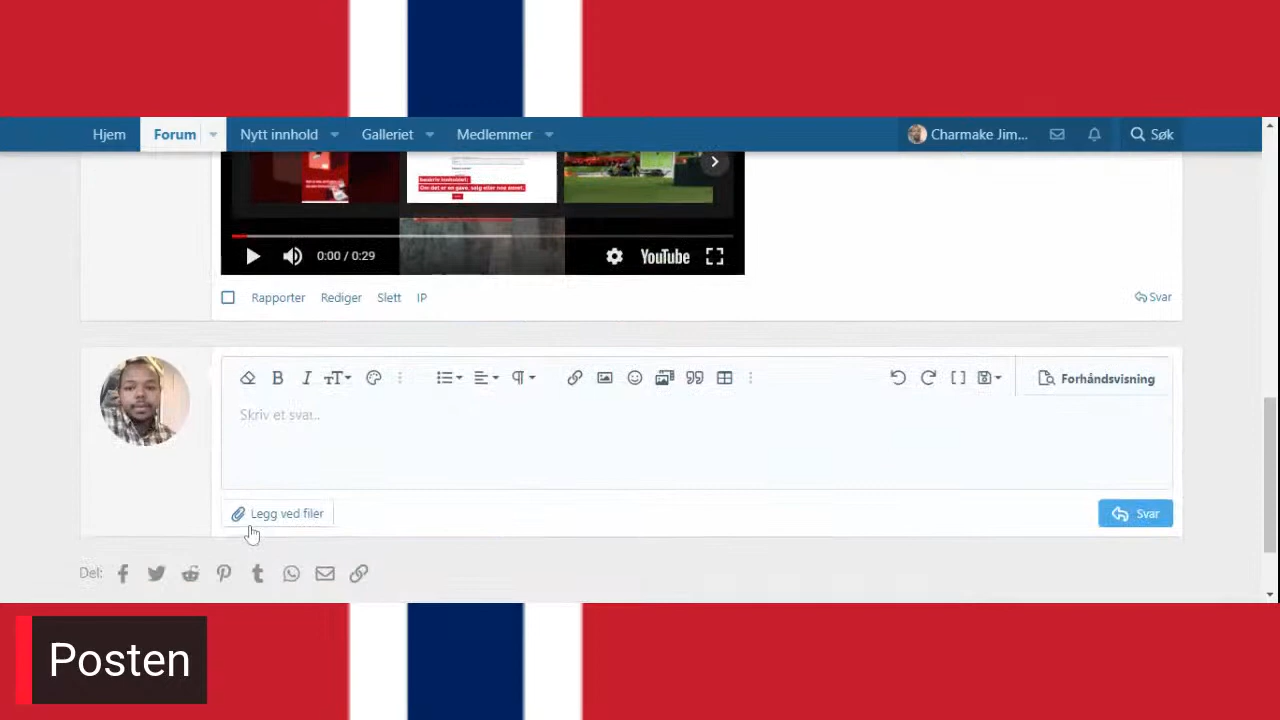 Hjem Forum Nytt innhold Galleriet Medlemmer Charmake Jim... Søk
0:00 / 0:29 YouTube
Rapporter Rediger Slett IP Svar
Forhåndsvisning
Skriv et svar..
Legg ved filer Svar
Del:
Posten